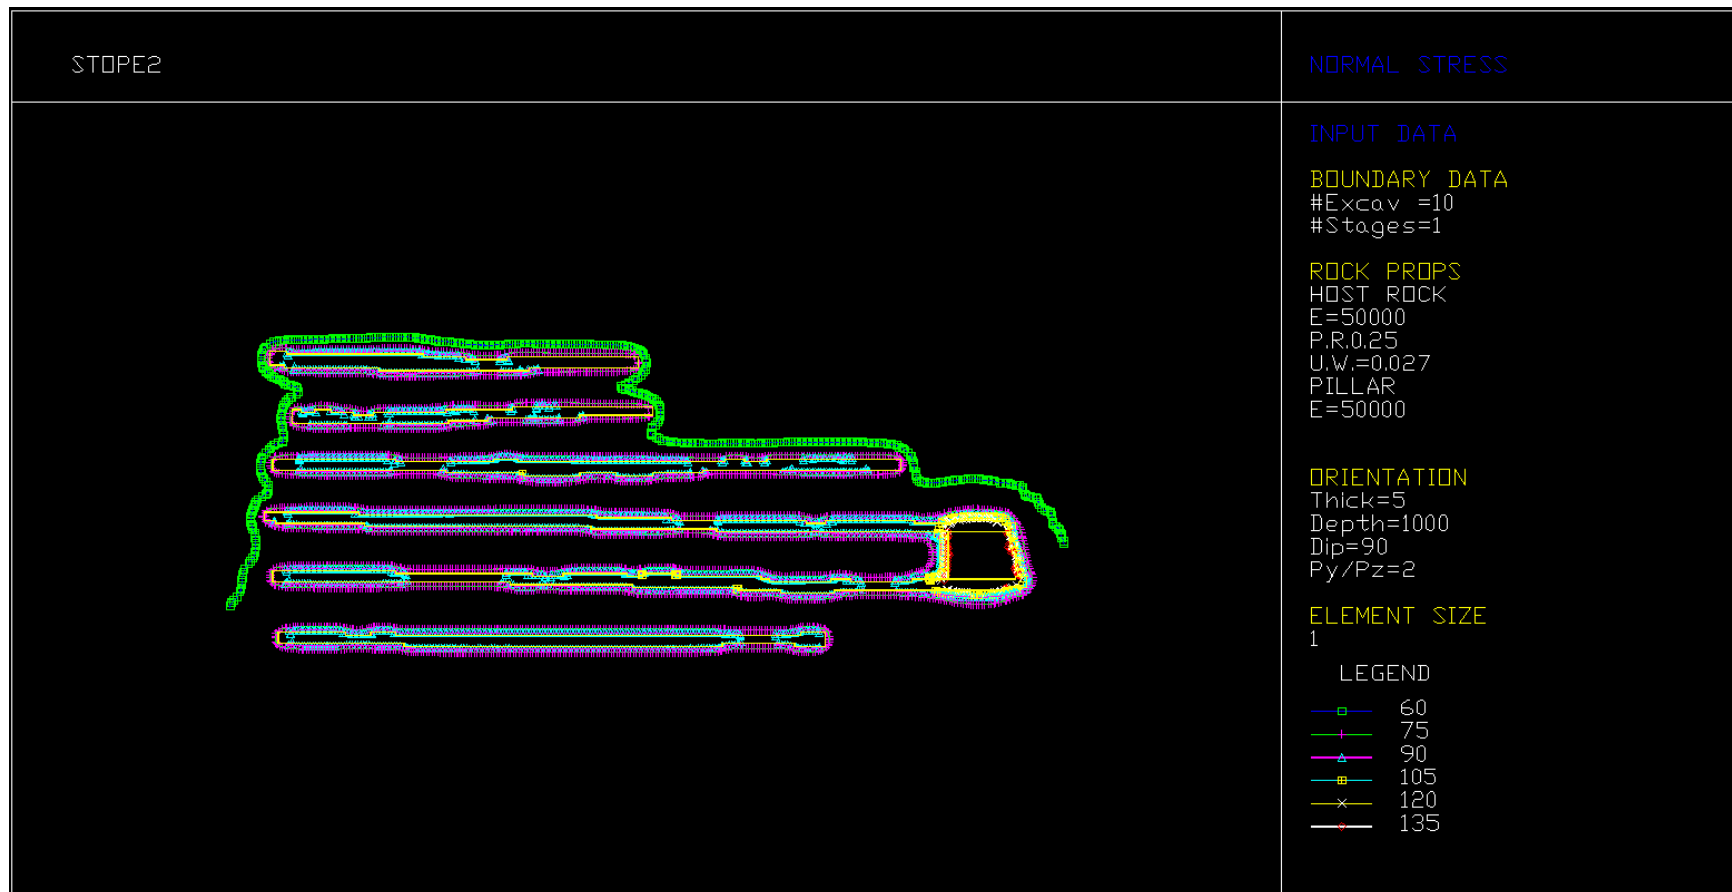 STOPE2
NORMAL STRESS
INPUT DATA
BOUNDARY DATA
#Excav =10
#Stages=1
ROCK PROPS
HOST ROCK
E=50000
P.R.0.25
U.W.=0.027
PILLAR
E=50000
ORIENTATION
Thick=5
Depth=1000
Dip=90
Py/Pz=2
ELEMENT SIZE
1
LEGEND
60
75
90
105
120
135